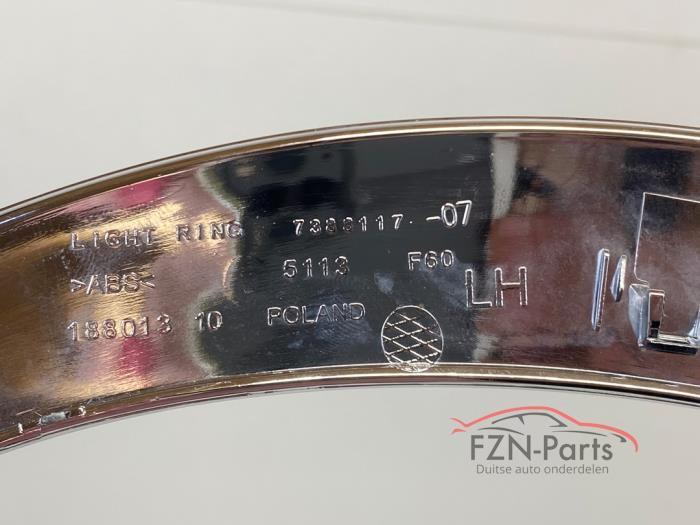 LIGHT RING 7388117 -07
>ABS< 5113 F60
LH
188013 10 POLAND
FZN-Parts
Duitse auto onderdelen